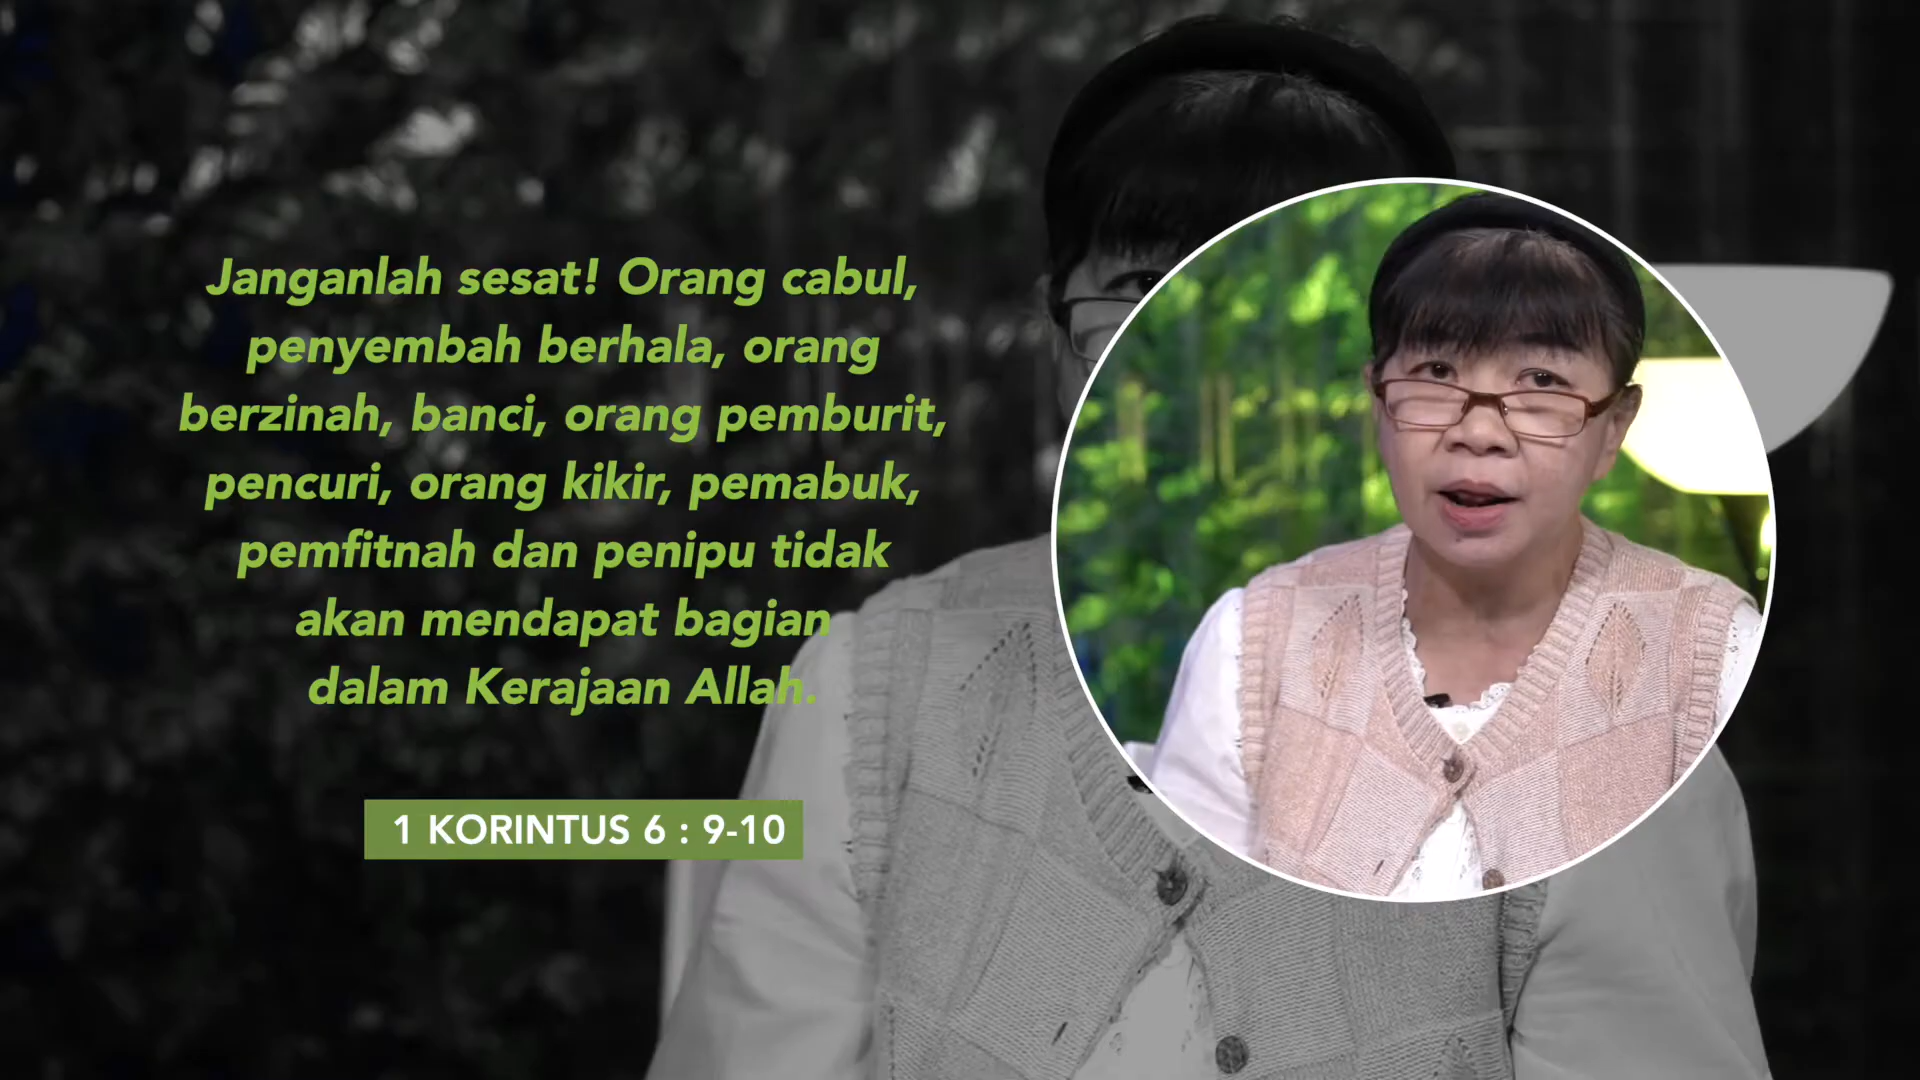 Janganlah sesat! Orang cabul,
penyembah berhala, orang
berzinah, banci, orang pemburit,
pencuri, orang kikir, pemabuk,
pemfitnah dan penipu tidak
akan mendapat bagian
dalam Kerajaan Allah.
1 KORINTUS 6 : 9-10